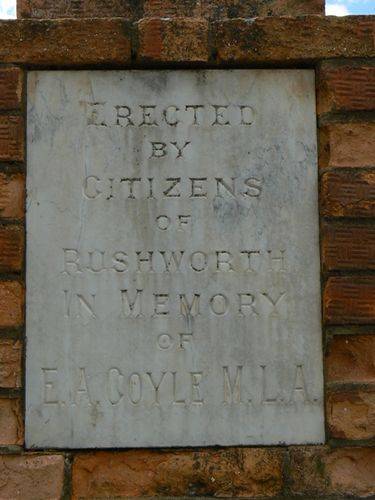 ERECTED
BY
CITIZENS
OF
RUSHWORTH
IN MEMORY
OF
E. A. COYLE M.L.A.